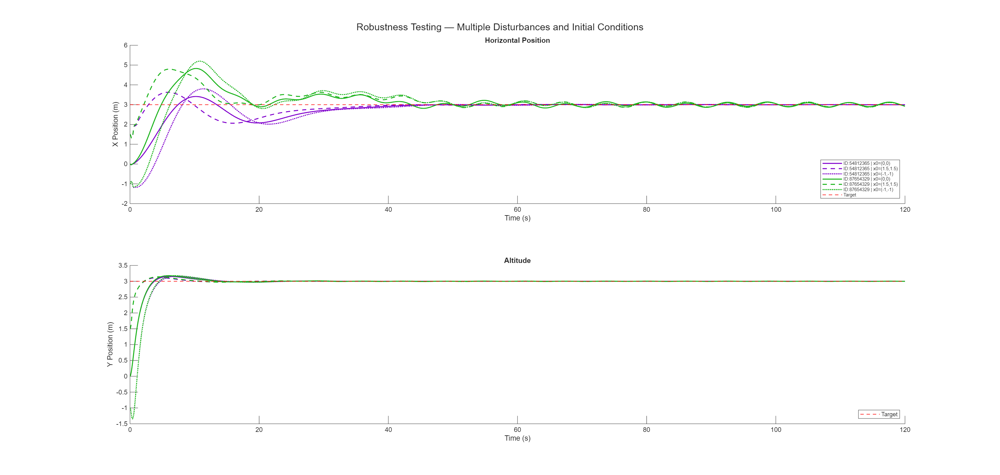 Robustness Testing — Multiple Disturbances and Initial Conditions
Horizontal Position
6
5
4
3
2
1
0
-1
-2
X Position (m)
0 20 40 60 80 100 120
Time (s)
ID:54812365 | x0=(0,0)
ID:54812365 | x0=(1.5,1.5)
ID:54812365 | x0=(-1,-1)
ID:87654329 | x0=(0,0)
ID:87654329 | x0=(1.5,1.5)
ID:87654329 | x0=(-1,-1)
Target
Altitude
3.5
3
2.5
2
1.5
1
0.5
0
-0.5
-1
-1.5
Y Position (m)
Target
0 20 40 60 80 100 120
Time (s)